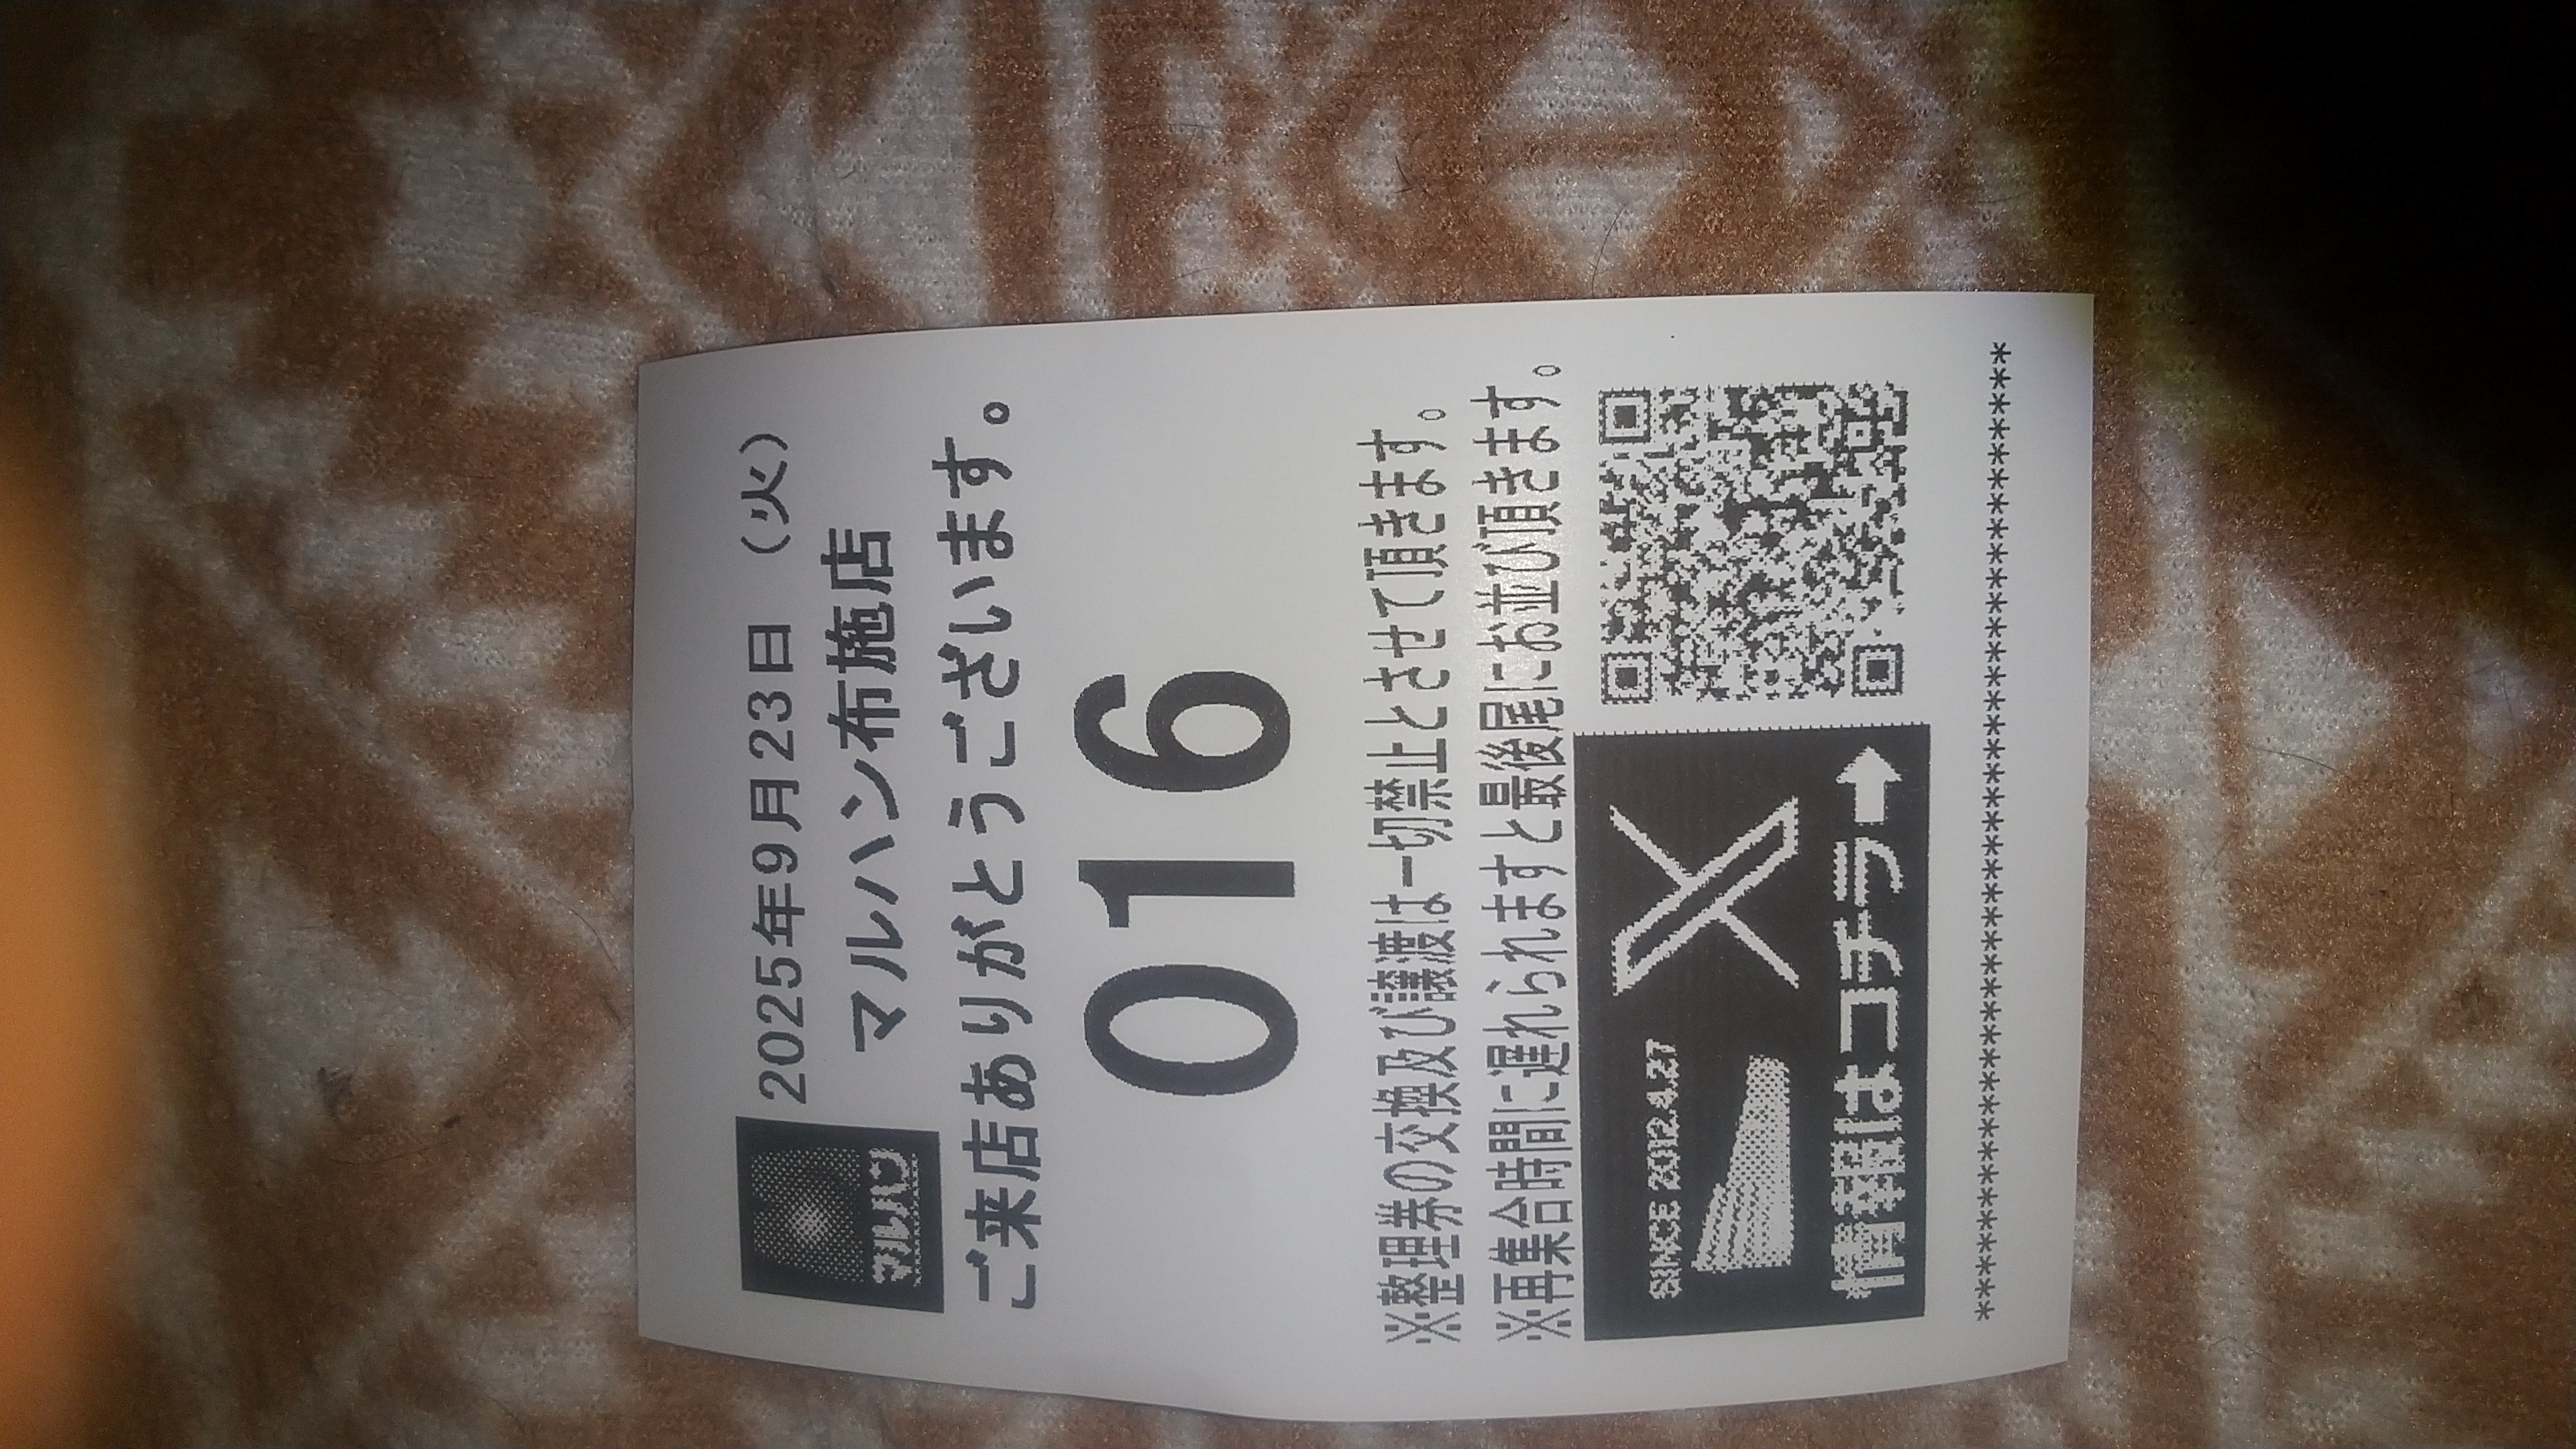 マルハン
2025年9月23日 (火)
マルハン布施店
ご来店ありがとうございます。
016
※整理券の交換及び譲渡は一切禁止とさせて頂きます。
※再集合時間に遅れられますと最後尾にお並び頂きます。
SINCE 2012.4.27
X
情報はコチラ➡
****************************************